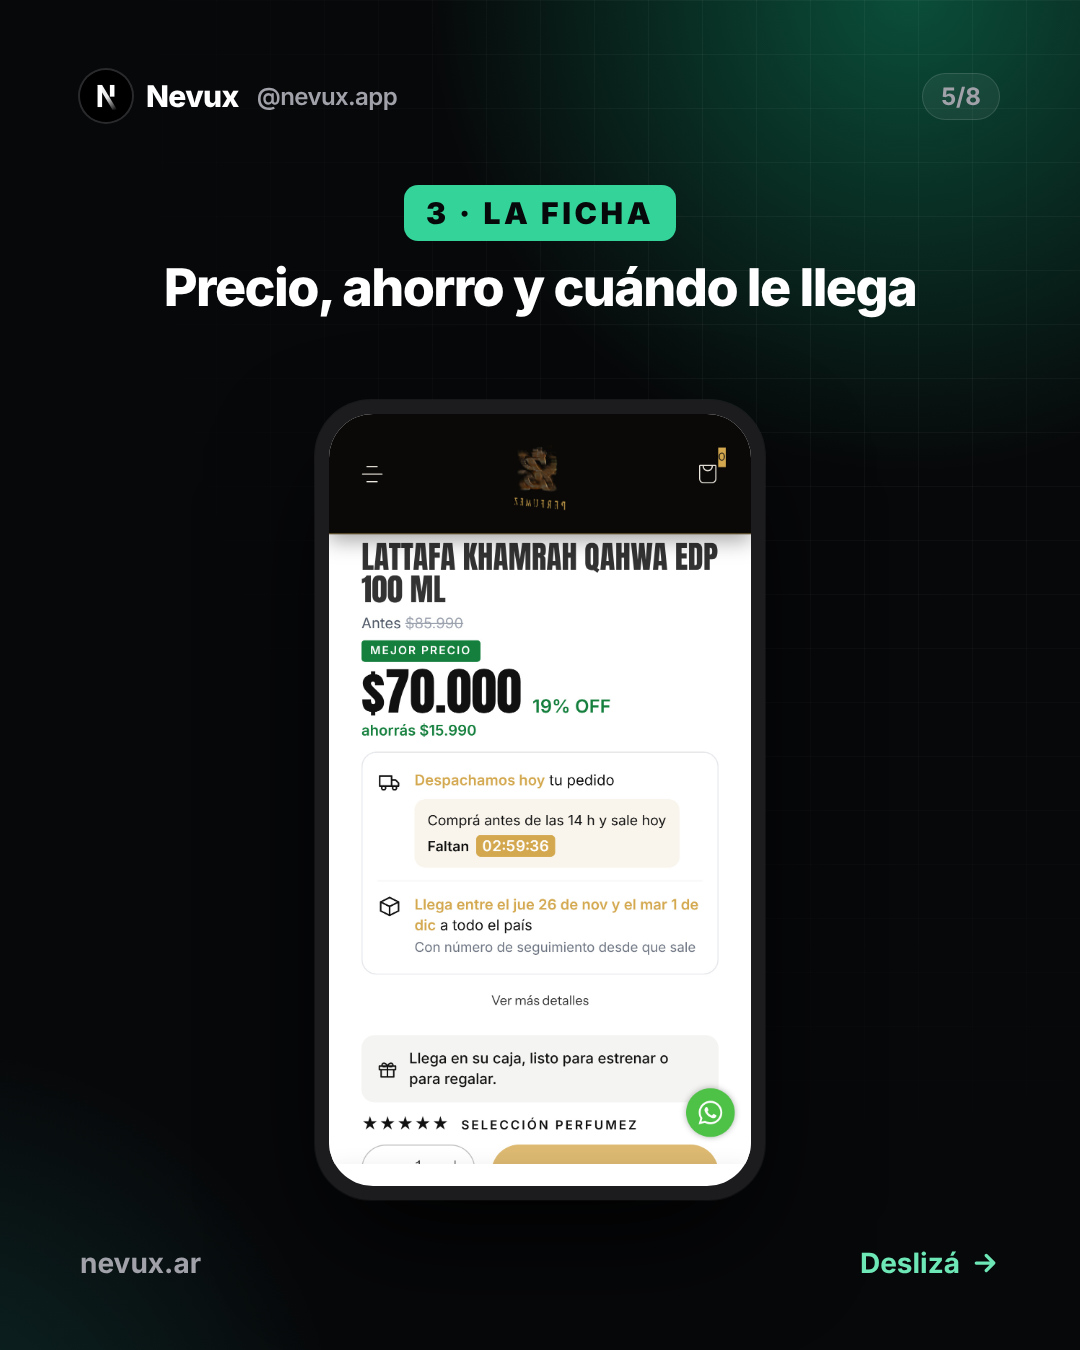 N Nevux @nevux.app
5/8
3 · LA FICHA
Precio, ahorro y cuándo le llega
0
LATTAFA KHAMRAH QAHWA EDP
100 ML
Antes $85.990
MEJOR PRECIO
$70.000 19% OFF
ahorrás $15.990
Despachamos hoy tu pedido
Comprá antes de las 14 h y sale hoy
Faltan 02:59:36
Llega entre el jue 26 de nov y el mar 1 de
dic a todo el país
Con número de seguimiento desde que sale
Ver más detalles
Llega en su caja, listo para estrenar o
para regalar.
★★★★★ SELECCIÓN PERFUMEZ
nevux.ar
Deslizá →